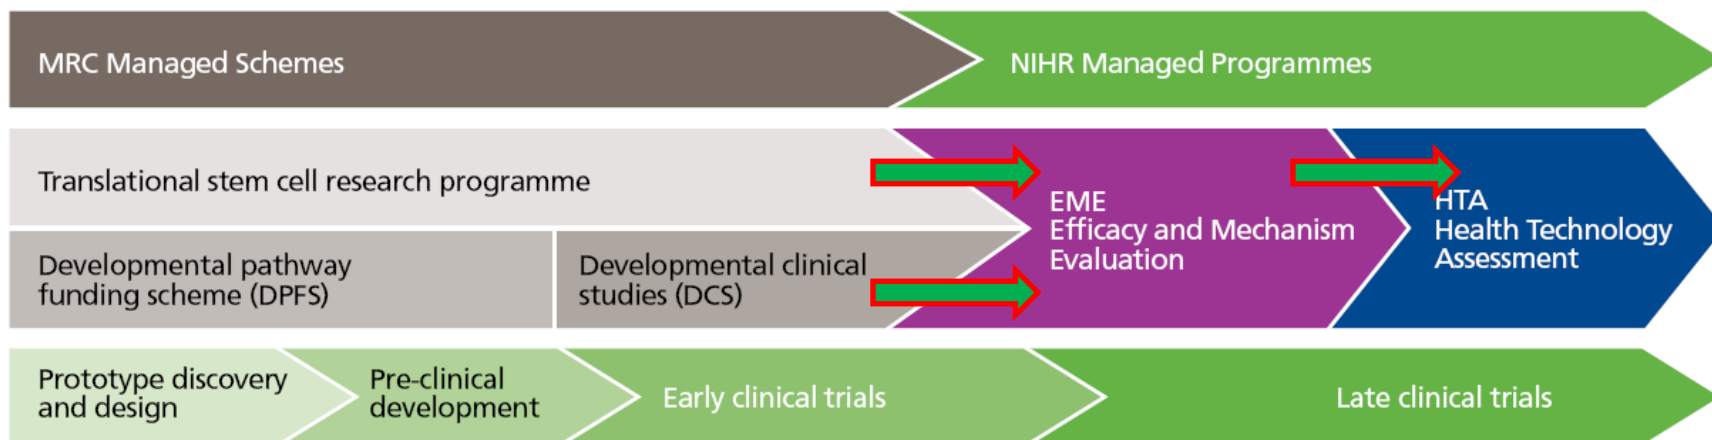 MRC Managed Schemes
NIHR Managed Programmes
Translational stem cell research programme
EME
Efficacy and Mechanism
Evaluation
HTA
Health Technology
Assessment
Developmental pathway
funding scheme (DPFS)
Developmental clinical
studies (DCS)
Prototype discovery
and design
Pre-clinical
development
Early clinical trials
Late clinical trials